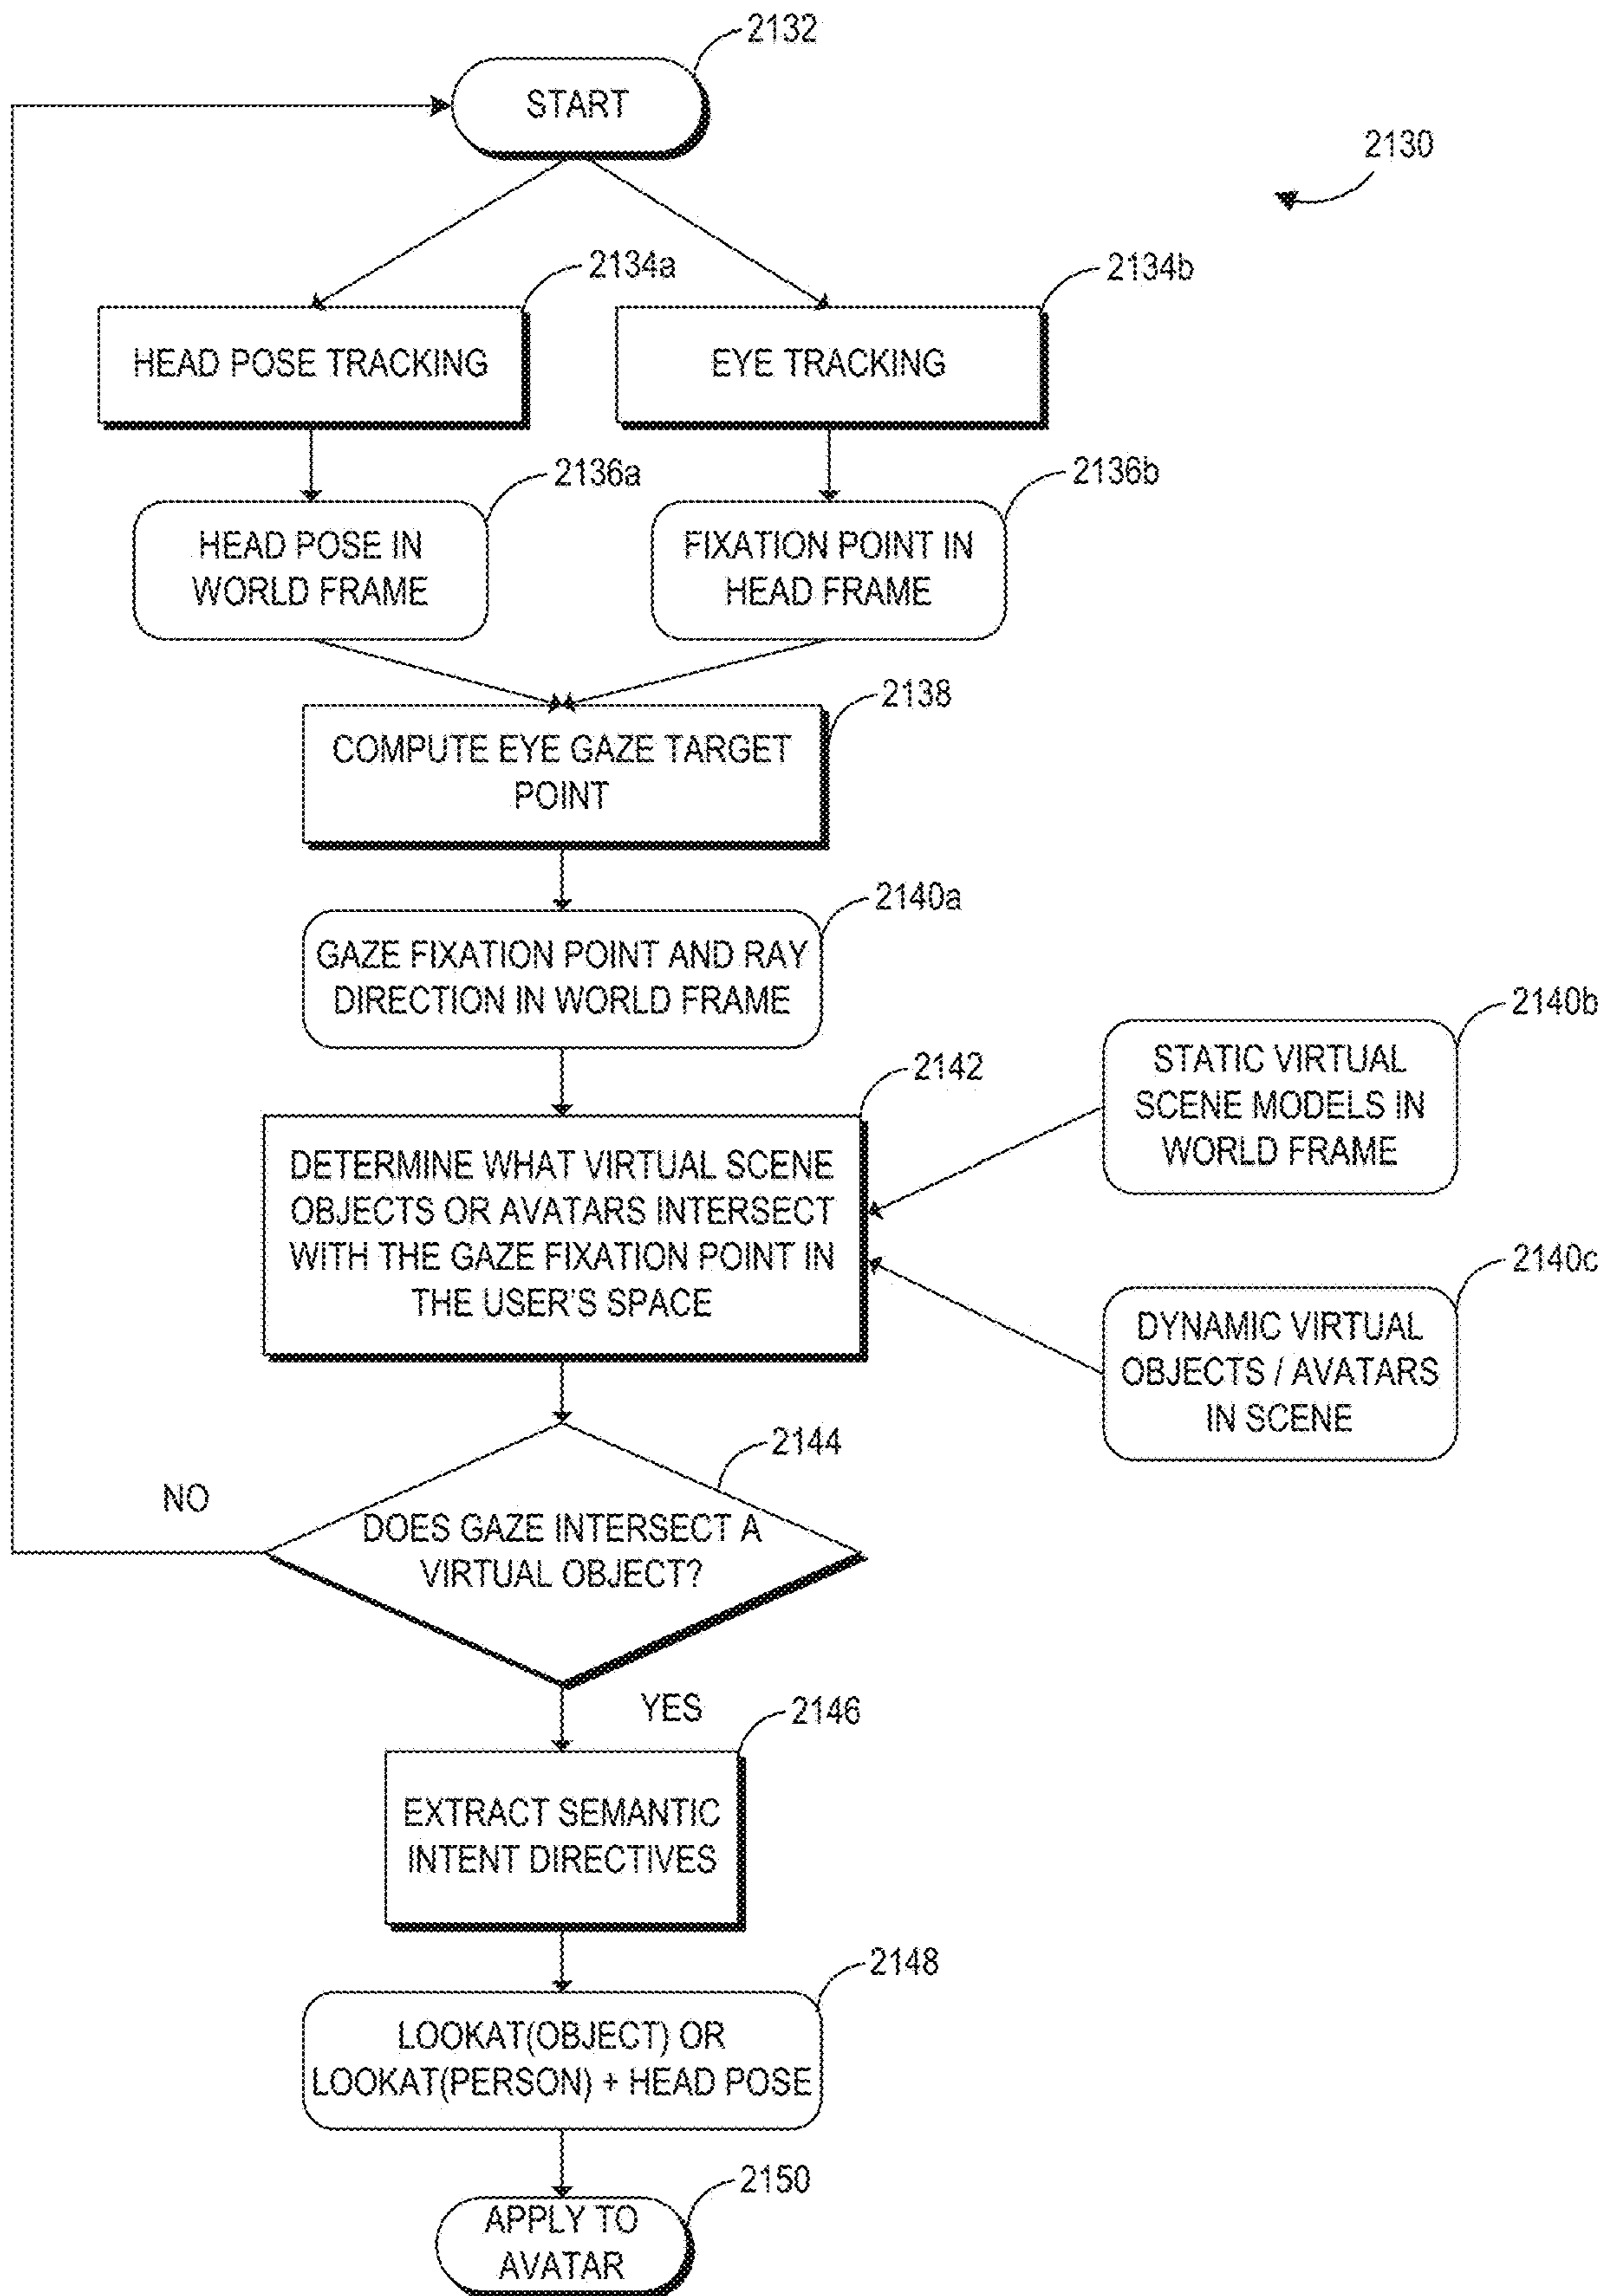 2132
START
2130
2134a
2134b
HEAD POSE TRACKING
EYE TRACKING
2136a
2136b
HEAD POSE IN
WORLD FRAME
FIXATION POINT IN
HEAD FRAME
2138
COMPUTE EYE GAZE TARGET
POINT
2140a
GAZE FIXATION POINT AND RAY
DIRECTION IN WORLD FRAME
2140b
STATIC VIRTUAL
SCENE MODELS IN
WORLD FRAME
2142
DETERMINE WHAT VIRTUAL SCENE
OBJECTS OR AVATARS INTERSECT
WITH THE GAZE FIXATION POINT IN
THE USER'S SPACE
2140c
DYNAMIC VIRTUAL
OBJECTS / AVATARS
IN SCENE
2144
NO
DOES GAZE INTERSECT A
VIRTUAL OBJECT?
YES
2146
EXTRACT SEMANTIC
INTENT DIRECTIVES
2148
LOOKAT(OBJECT) OR
LOOKAT(PERSON) + HEAD POSE
2150
APPLY TO
AVATAR